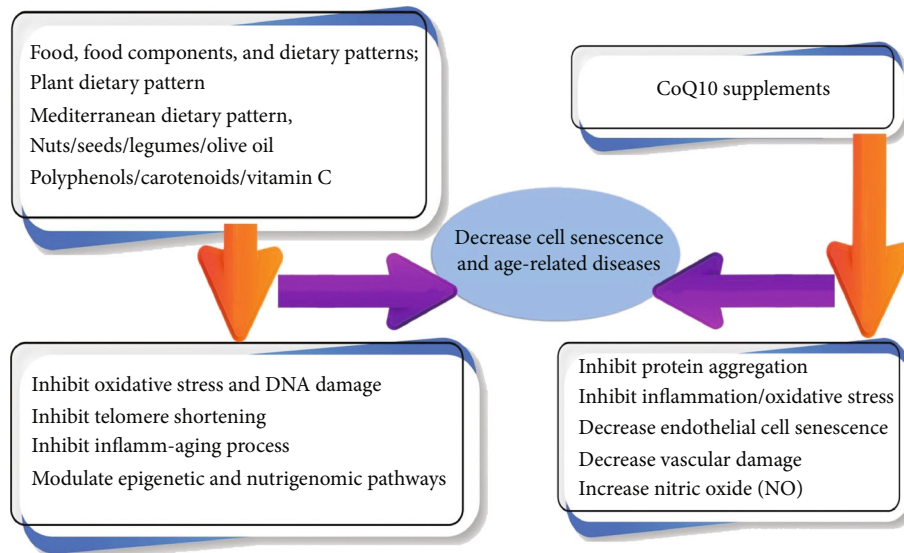 Food, food components, and dietary patterns;
Plant dietary pattern
Mediterranean dietary pattern,
Nuts/seeds/legumes/olive oil
Polyphenols/carotenoids/vitamin C
CoQ10 supplements
Decrease cell senescence
and age-related diseases
Inhibit oxidative stress and DNA damage
Inhibit telomere shortening
Inhibit inflamm-aging process
Modulate epigenetic and nutrigenomic pathways
Inhibit protein aggregation
Inhibit inflammation/oxidative stress
Decrease endothelial cell senescence
Decrease vascular damage
Increase nitric oxide (NO)